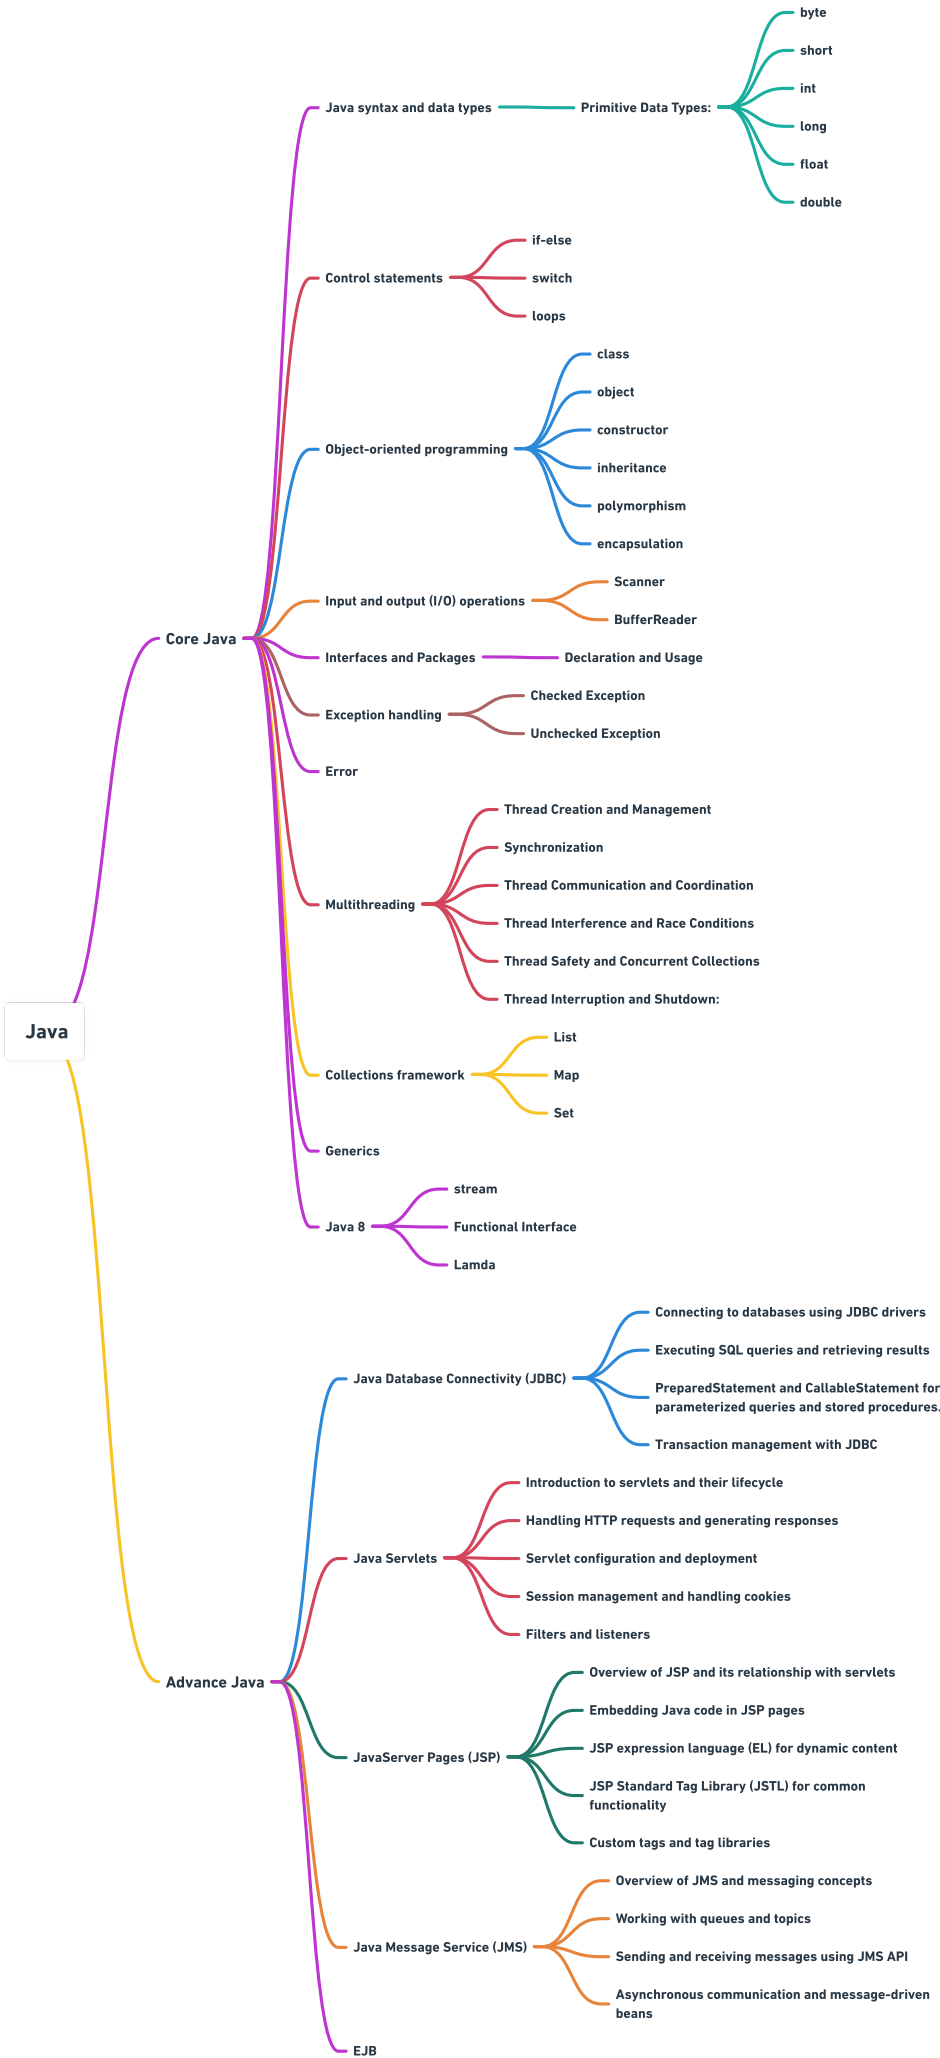 byte
short
int
Java syntax and data types
Primitive Data Types:
long
float
double
if-else
Control statements
switch
loops
class
object
constructor
Object-oriented programming
inheritance
polymorphism
encapsulation
Scanner
Input and output (I/O) operations
BufferReader
Core Java
Interfaces and Packages
Declaration and Usage
Checked Exception
Exception handling
Unchecked Exception
Error
Thread Creation and Management
Synchronization
Thread Communication and Coordination
Multithreading
Thread Interference and Race Conditions
Thread Safety and Concurrent Collections
Thread Interruption and Shutdown:
Java
List
Collections framework
Map
Set
Generics
stream
Java 8
Functional Interface
Lamda
Connecting to databases using JDBC drivers
Executing SQL queries and retrieving results
Java Database Connectivity (JDBC)
PreparedStatement and CallableStatement for
parameterized queries and stored procedures.
Transaction management with JDBC
Introduction to servlets and their lifecycle
Handling HTTP requests and generating responses
Java Servlets
Servlet configuration and deployment
Session management and handling cookies
Filters and listeners
Advance Java
Overview of JSP and its relationship with servlets
Embedding Java code in JSP pages
JavaServer Pages (JSP)
JSP expression language (EL) for dynamic content
JSP Standard Tag Library (JSTL) for common
functionality
Custom tags and tag libraries
Overview of JMS and messaging concepts
Working with queues and topics
Java Message Service (JMS)
Sending and receiving messages using JMS API
Asynchronous communication and message-driven
beans
EJB